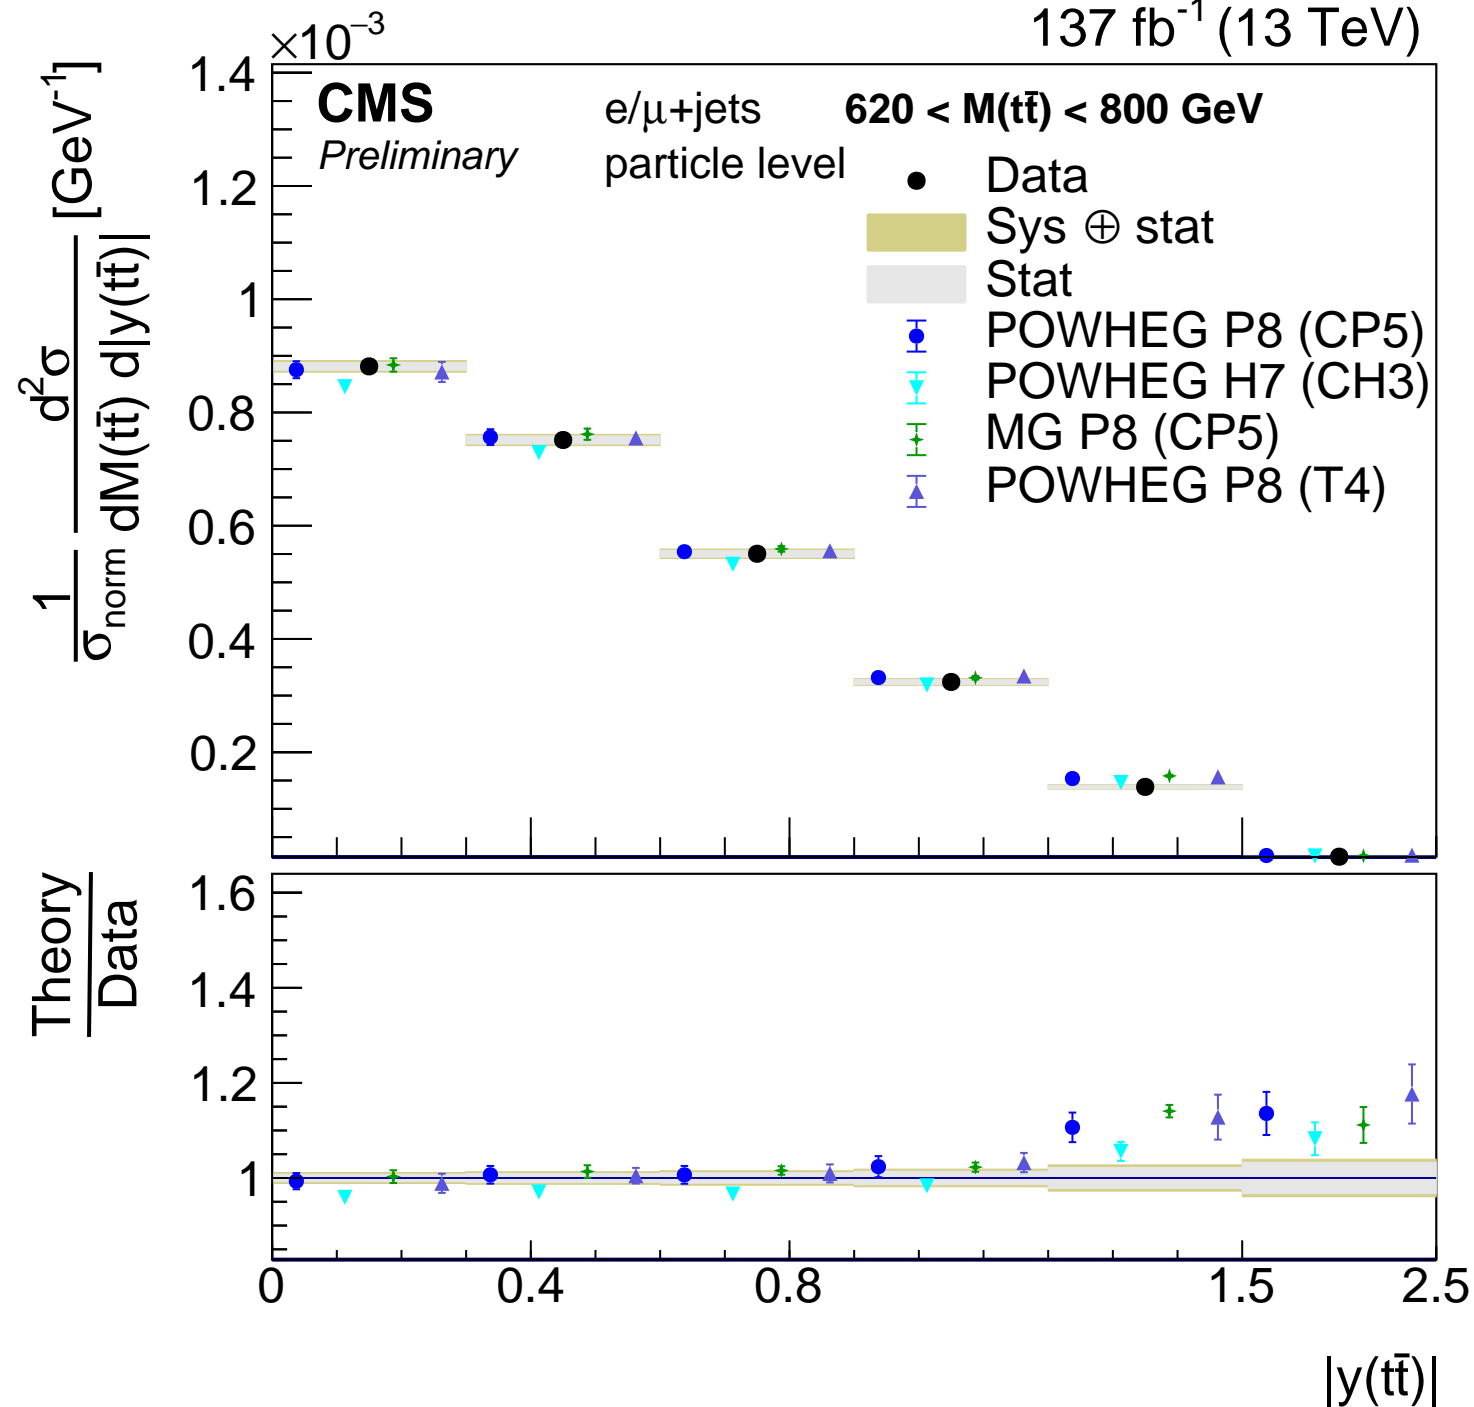 ×10⁻³
137 fb⁻¹ (13 TeV)
CMS
Preliminary
e/μ+jets
particle level
620 < M(tt̄) < 800 GeV
Data
Sys ⊕ stat
Stat
POWHEG P8 (CP5)
POWHEG H7 (CH3)
MG P8 (CP5)
POWHEG P8 (T4)
1.4
1.2
1
0.8
0.6
0.4
0.2
1
σnorm
d²σ
dM(tt̄) d|y(tt̄)|
[GeV⁻¹]
Theory
Data
1.6
1.4
1.2
1
0 0.4 0.8 1.5 2.5
|y(tt̄)|